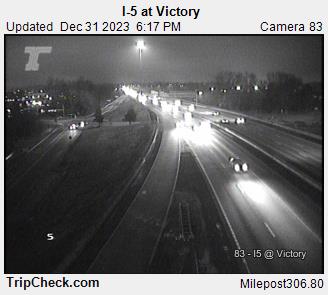 I-5 at Victory
Updated Dec 31 2023 6:17 PM Camera 83
T
S
83 - I5 @ Victory
TripCheck.com Milepost306.80